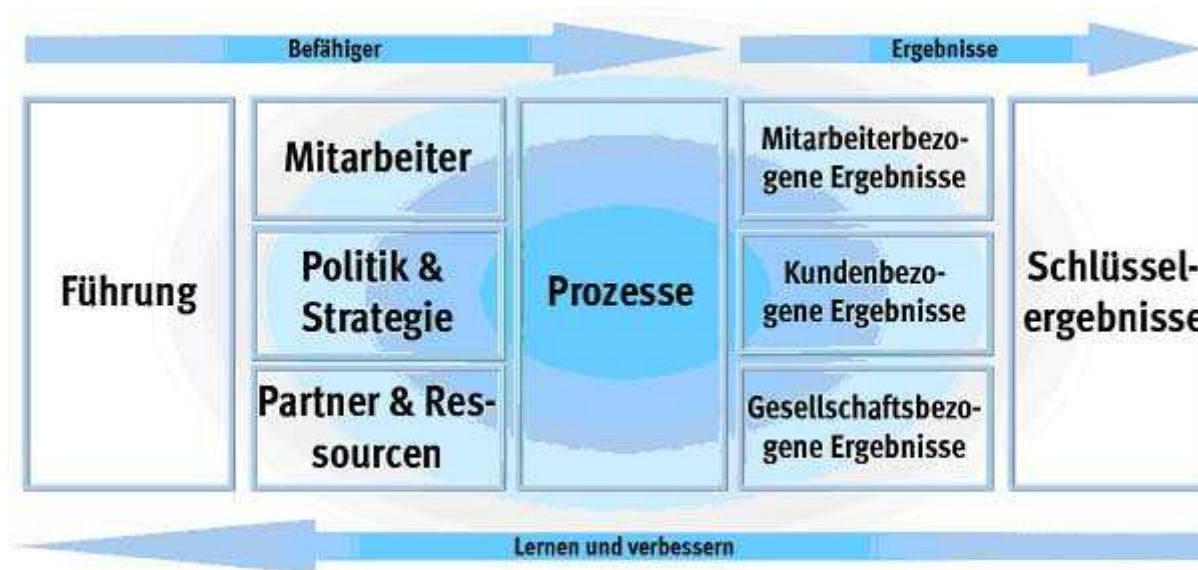 Befähiger
Ergebnisse
Führung
Mitarbeiter
Politik &
Strategie
Partner & Res-
sourcen
Prozesse
Mitarbeiterbezo-
gene Ergebnisse
Kundenbezo-
gene Ergebnisse
Gesellschaftsbezo-
gene Ergebnisse
Schlüssel-
ergebnisse
Lernen und verbessern